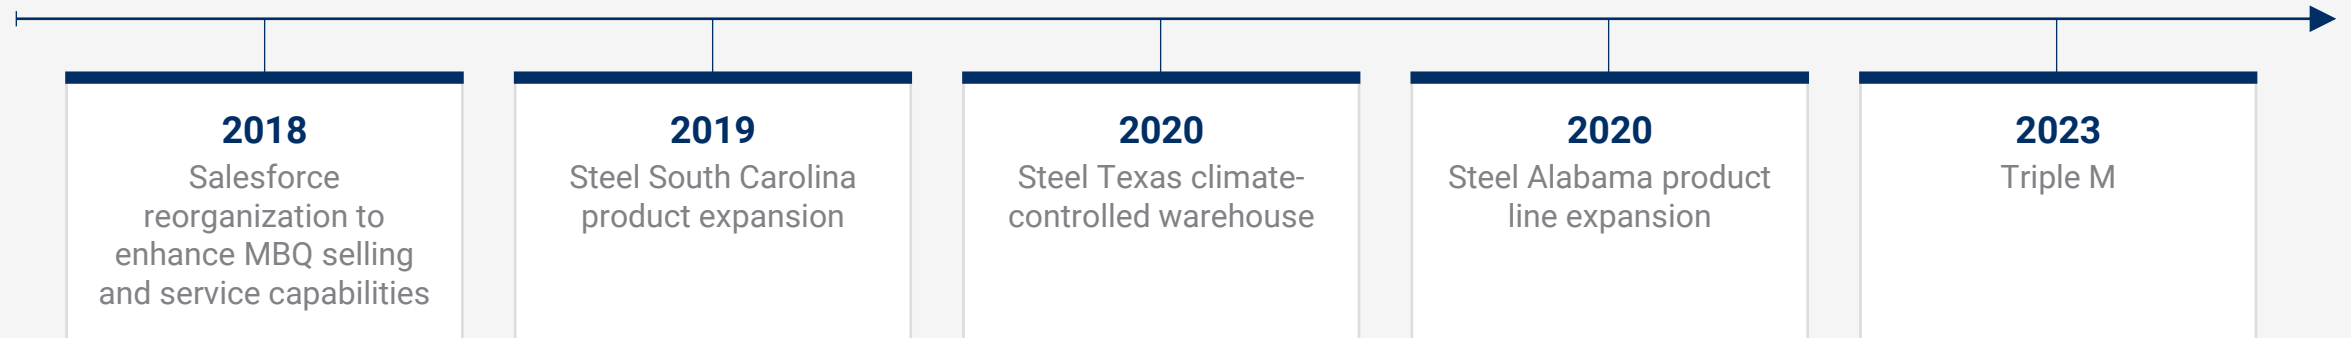 2018
Salesforce
reorganization to
enhance MBQ selling
and service capabilities
2019
Steel South Carolina
product expansion
2020
Steel Texas climate-
controlled warehouse
2020
Steel Alabama product
line expansion
2023
Triple M